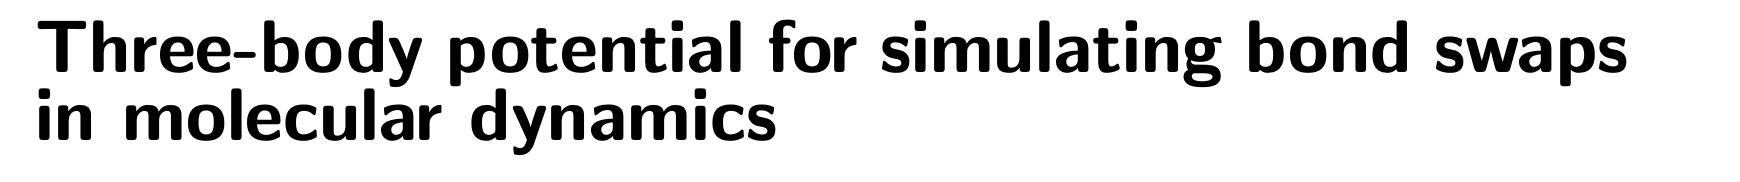 Three-body potential for simulating bond swaps
in molecular dynamics